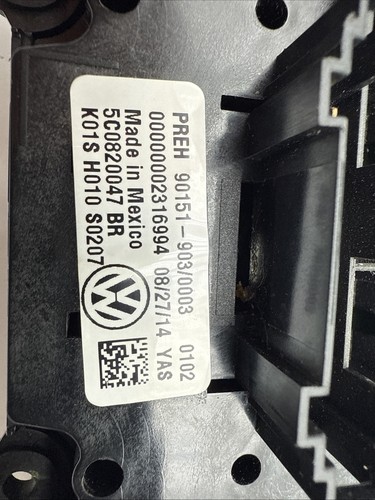 PREH 90151-903/0003 0102
00000002316994 08/27/14 YAS
Made in Mexico
5C0820047 BR
K01S H010 S0207